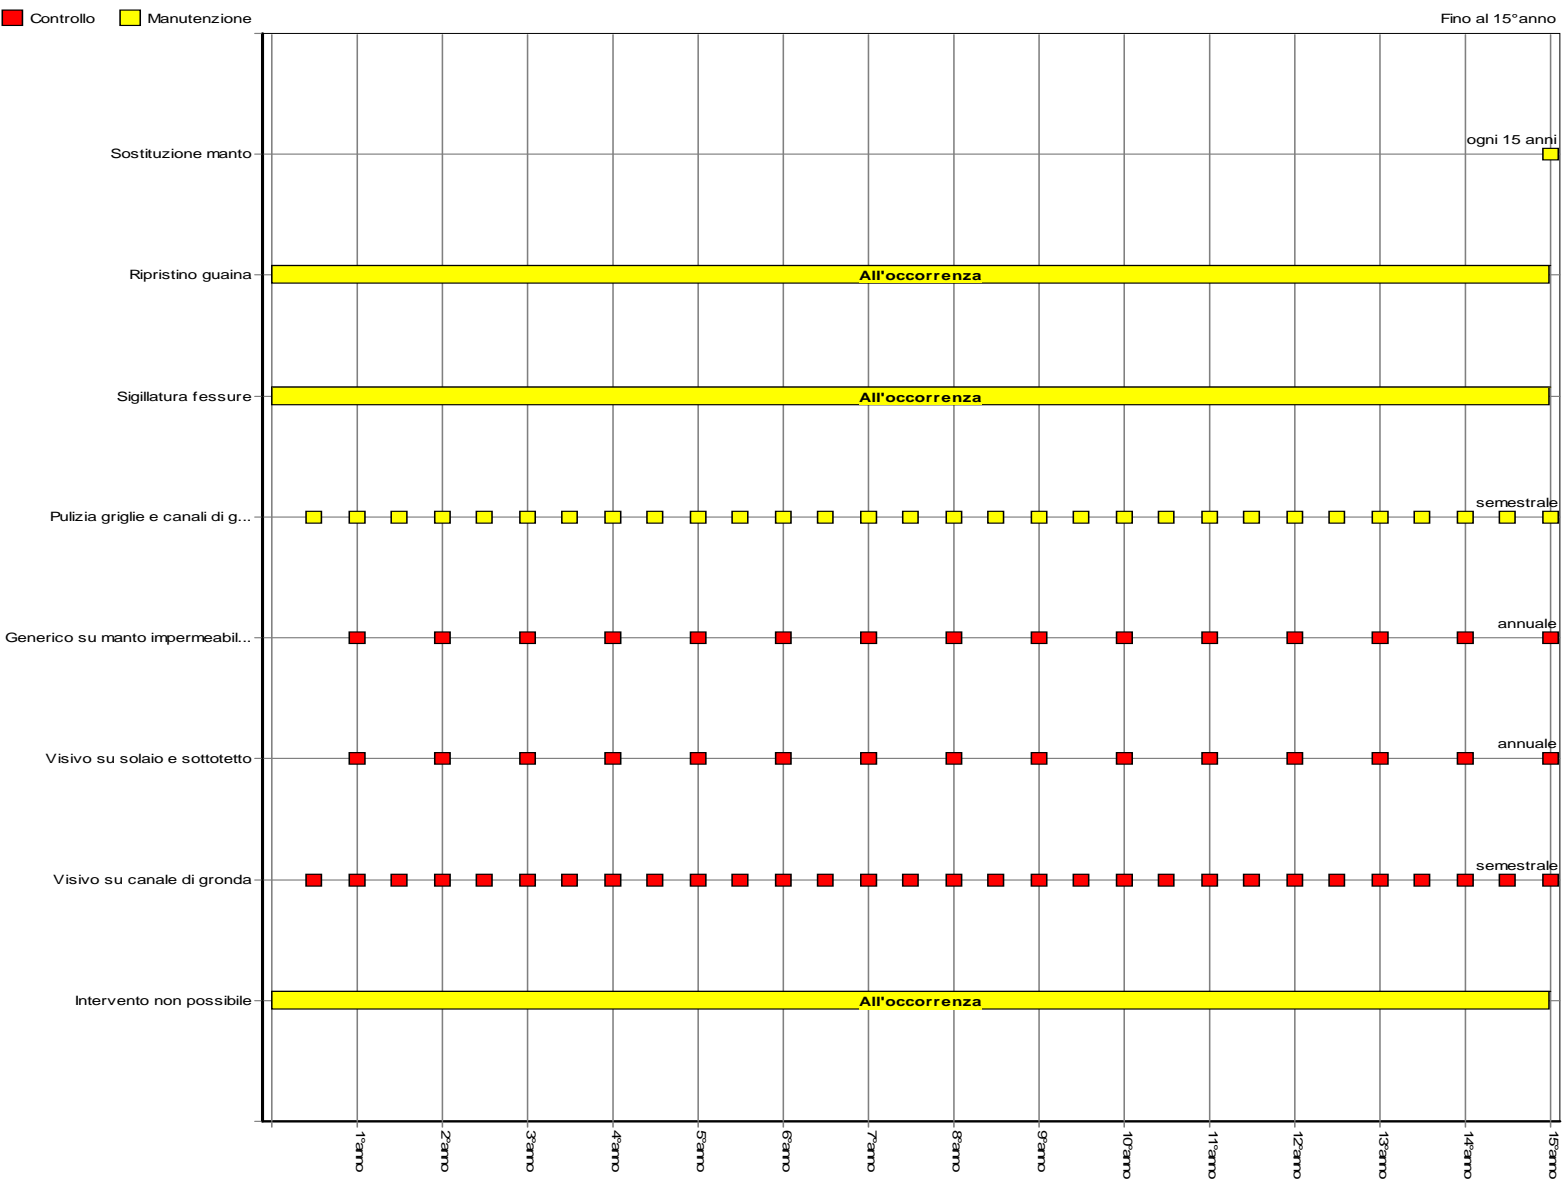 Controllo
Manutenzione
Fino al 15°anno
ogni 15 anni
Sostituzione manto
Ripristino guaina
All'occorrenza
Sigillatura fessure
All'occorrenza
semestrale
Pulizia griglie e canali di g...
annuale
Generico su manto impermeabil...
annuale
Visivo su solaio e sottotetto
semestrale
Visivo su canale di gronda
Intervento non possibile
All'occorrenza
1°anno
2°anno
3°anno
4°anno
5°anno
6°anno
7°anno
8°anno
9°anno
10°anno
11°anno
12°anno
13°anno
14°anno
15°anno